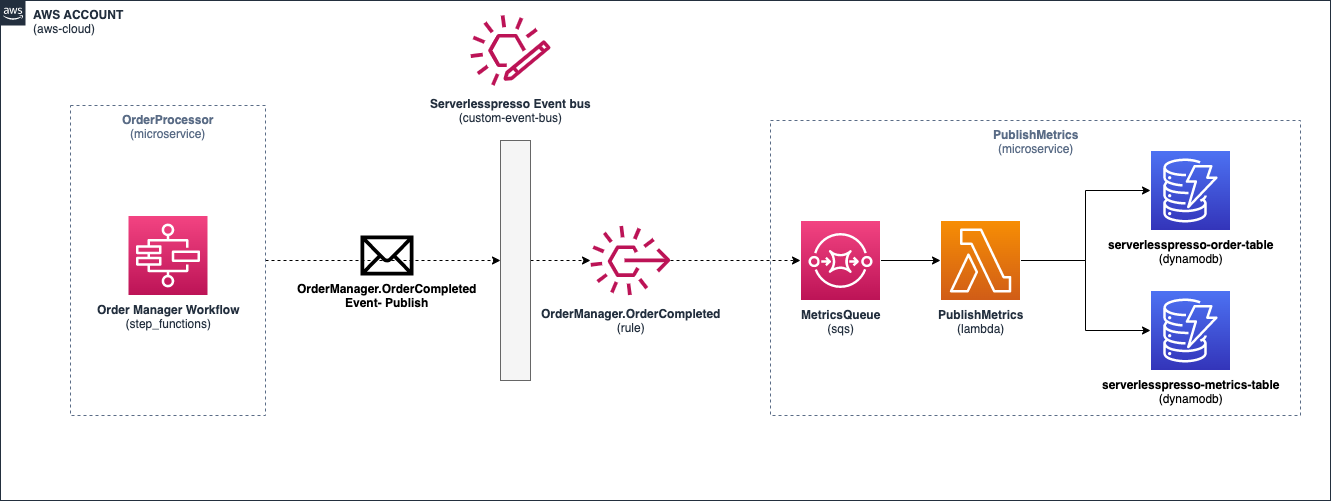 aws
AWS ACCOUNT
(aws-cloud)
Serverlesspresso Event bus
(custom-event-bus)
OrderProcessor
(microservice)
Order Manager Workflow
(step_functions)
OrderManager.OrderCompleted
Event- Publish
OrderManager.OrderCompleted
(rule)
PublishMetrics
(microservice)
MetricsQueue
(sqs)
PublishMetrics
(lambda)
serverlesspresso-order-table
(dynamodb)
serverlesspresso-metrics-table
(dynamodb)